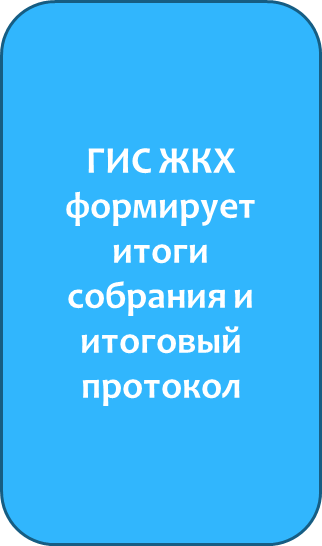 ГИС ЖКХ
формирует
итоги
собрания и
итоговый
протокол